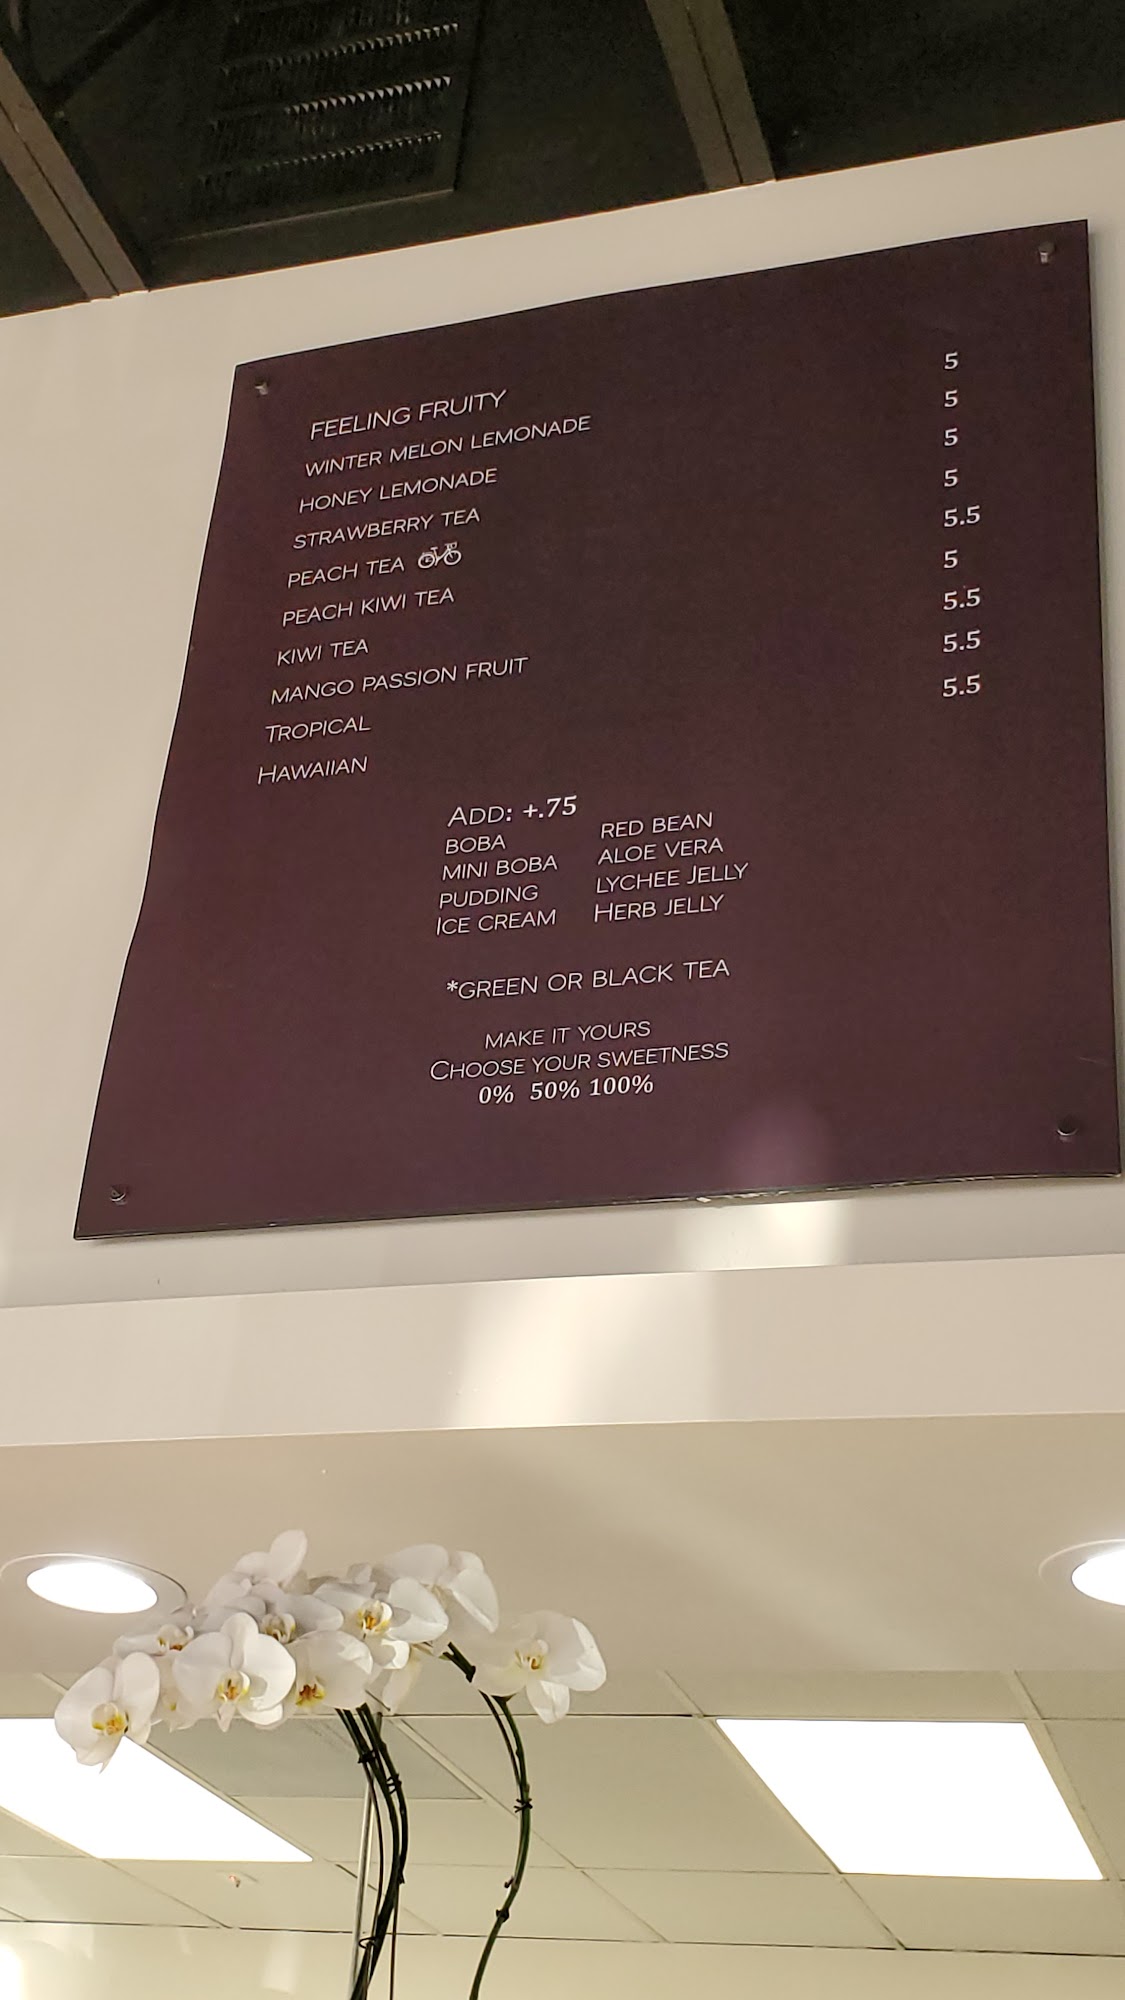 FEELING FRUITY
WINTER MELON LEMONADE 5
HONEY LEMONADE 5
STRAWBERRY TEA 5
PEACH TEA 5
PEACH KIWI TEA 5.5
KIWI TEA 5
MANGO PASSION FRUIT 5.5
TROPICAL 5.5
HAWAIIAN 5.5
ADD: +.75
BOBA RED BEAN
MINI BOBA ALOE VERA
PUDDING LYCHEE JELLY
ICE CREAM HERB JELLY
*GREEN OR BLACK TEA
MAKE IT YOURS
CHOOSE YOUR SWEETNESS
0% 50% 100%